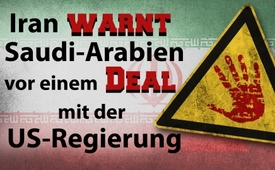 Iran WARNT
Saudi-Arabien
vor einem DEAL
mit der
US-Regierung